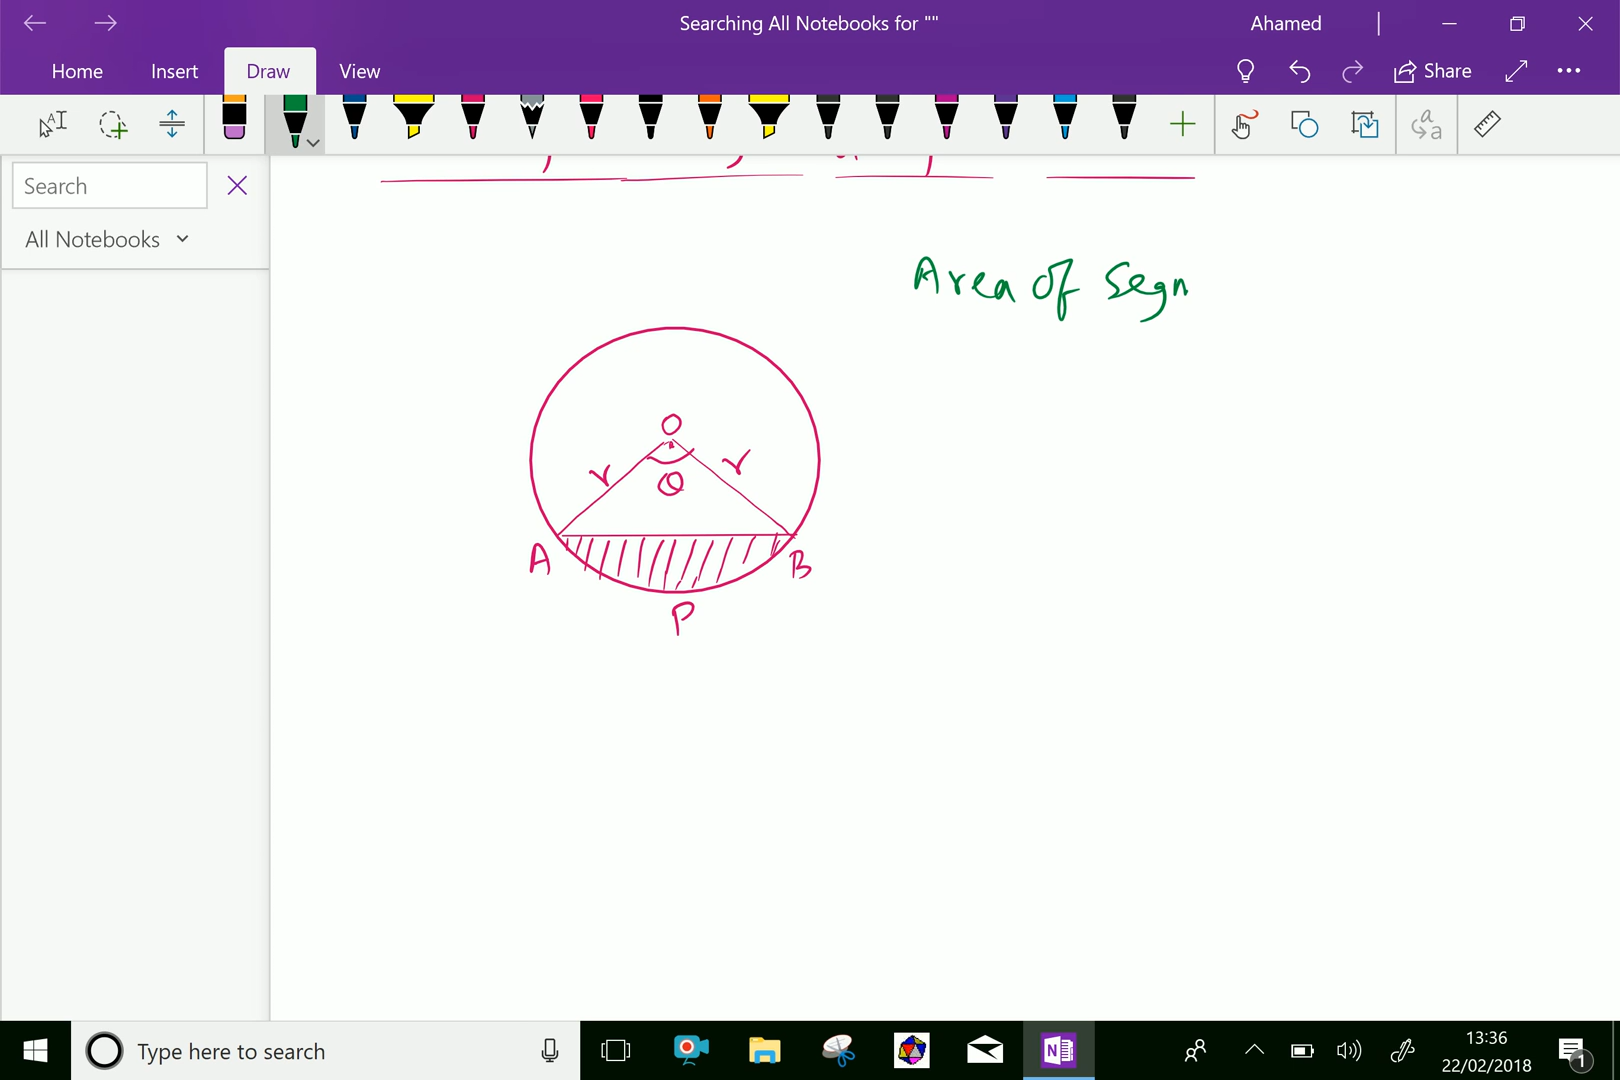 Searching All Notebooks for ""
Ahamed
Home
Insert
Draw
View
Share
Search
All Notebooks
Area of Segn
O
r
r
θ
A
B
P
Type here to search
13:36
22/02/2018
1